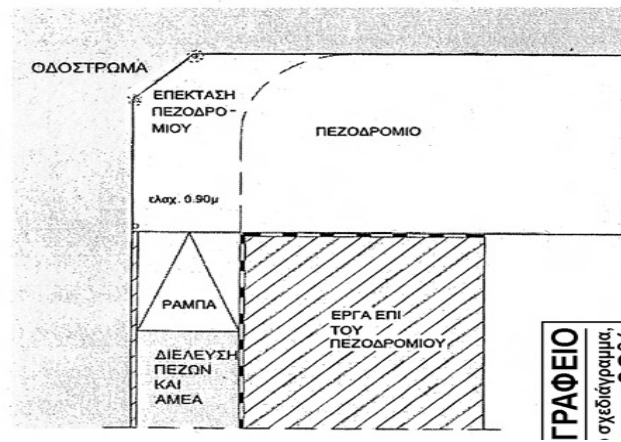 ΟΔΟΣΤΡΩΜΑ
ΕΠΕΚΤΑΣΗ
ΠΕΖΟΔΡΟ-
ΜΙΟΥ
ΠΕΖΟΔΡΟΜΙΟ
ελαχ. 0.90μ
ΡΑΜΠΑ
ΕΡΓΑ ΕΠΙ
ΤΟΥ
ΠΕΖΟΔΡΟΜΙΟΥ
ΔΙΕΛΕΥΣΗ
ΠΕΖΩΝ
ΚΑΙ
ΑΜΕΑ
ΓΡΑΦΕΙΟ
σχεδιάγραμμα,